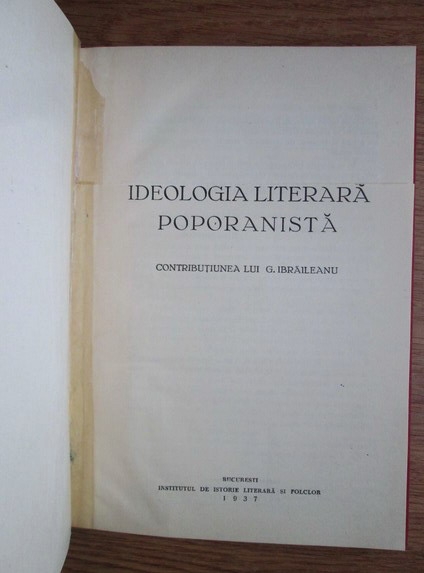 IDEOLOGIA LITERARĂ
POPORANISTĂ
CONTRIBUȚIUNEA LUI G. IBRĂILEANU
BUCUREȘTI
INSTITUTUL DE ISTORIE LITERARĂ ȘI FOLCLOR
1937